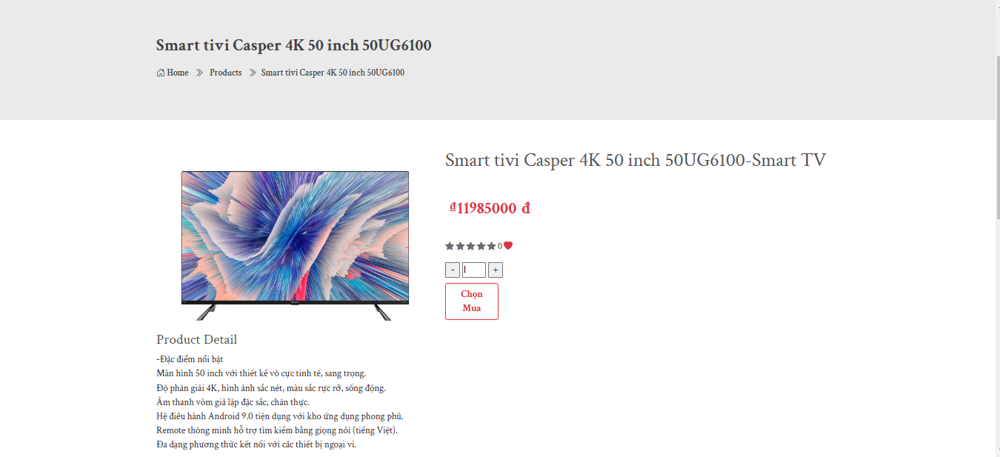 Smart tivi Casper 4K 50 inch 50UG6100
Home Products Smart tivi Casper 4K 50 inch 50UG6100
Smart tivi Casper 4K 50 inch 50UG6100-Smart TV
₫11985000 đ
0
- 1 +
Chọn
Mua
Product Detail
-Đặc điểm nổi bật
Màn hình 50 inch với thiết kế vô cực tinh tế, sang trọng.
Độ phân giải 4K, hình ảnh sắc nét, màu sắc rực rỡ, sống động.
Âm thanh vòm giả lập đặc sắc, chân thực.
Hệ điều hành Android 9.0 tiện dụng với kho ứng dụng phong phú.
Remote thông minh hỗ trợ tìm kiếm bằng giọng nói (tiếng Việt).
Đa dạng phương thức kết nối với các thiết bị ngoại vi.